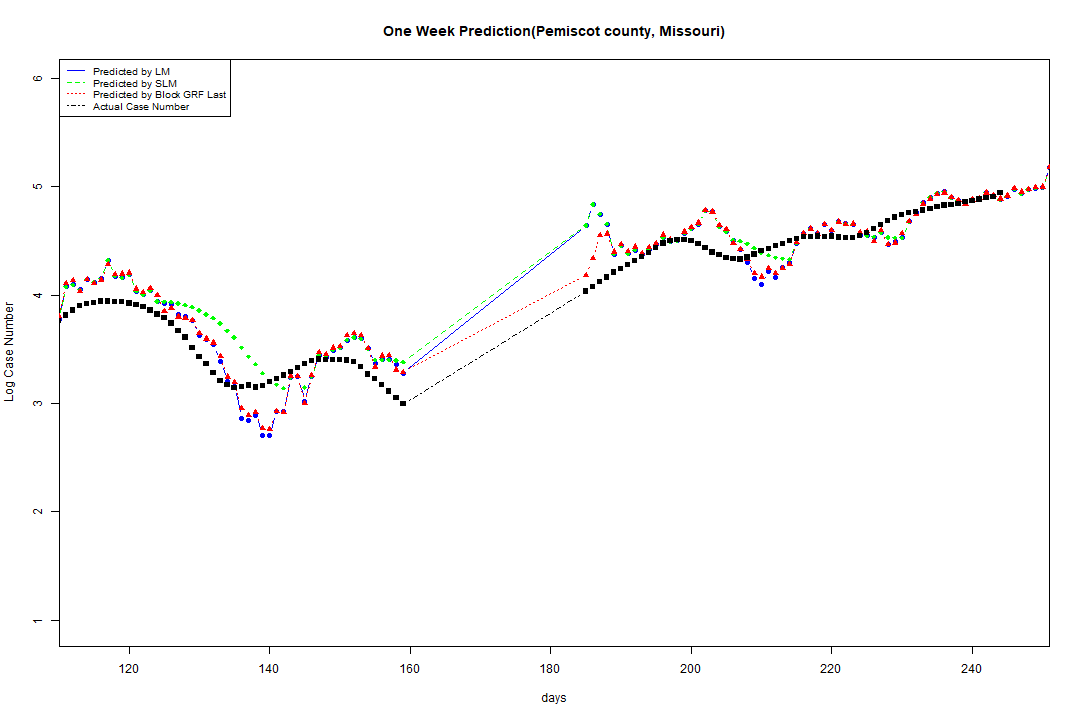 One Week Prediction(Pemiscot county, Missouri)
Predicted by LM
Predicted by SLM
Predicted by Block GRF Last
Actual Case Number
6
5
4
3
2
1
Log Case Number
120 140 160 180 200 220 240
days